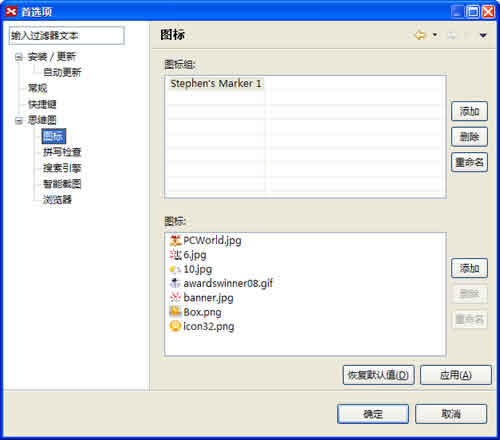 首选项
输入过滤器文本
安装 / 更新
自动更新
常规
快捷键
思维图
图标
拼写检查
搜索引擎
智能截图
浏览器
图标
图标组:
Stephen's Marker 1
添加
删除
重命名
图标:
PCWorld.jpg
6.jpg
10.jpg
awardswinner08.gif
banner.jpg
Box.png
icon32.png
添加
删除
重命名
恢复默认值(D)
应用(A)
确定
取消